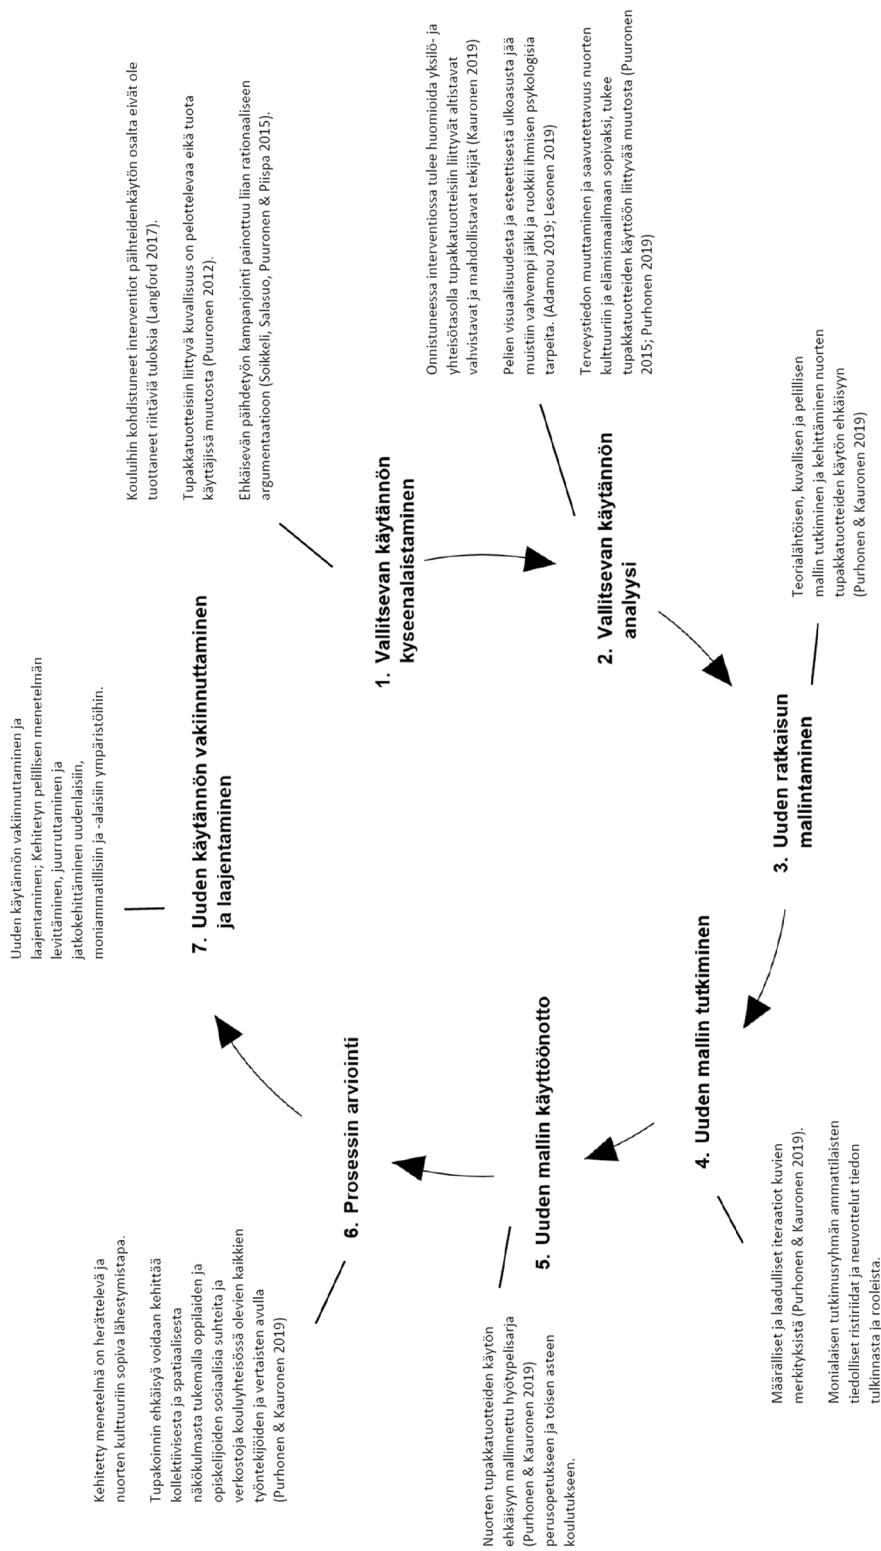 Kouluihin kohdistuneet interventiot päihteidenkäytön osalta eivät ole
tuottaneet riittäviä tuloksia (Langford 2017).
Tupakkatuotteisiin liittyvä kuvallisuus on pelottelevaa eikä tuota
käyttäjissä muutosta (Puuronen 2012).
Ehkäisevän päihdetyön kampanjointi painottuu liian rationaaliseen
argumentaatioon (Soikkeli, Salasuo, Puuronen & Piispa 2015).
1. Vallitsevan käytännön
kyseenalaistaminen
Onnistuneessa interventiossa tulee huomioida yksilö- ja
yhteisötasolla tupakkatuotteisiin liittyvät altistavat
vahvistavat ja mahdollistavat tekijät (Kauronen 2019)
Pelien visuaalisuudesta ja esteettisestä ulkoasusta jää
muistiin vahvempi jälki ja ruokkii ihmisen psykologisia
tarpeita. (Adamou 2019; Lesonen 2019)
Terveystiedon muuttaminen ja saavutettavuus nuorten
kulttuuriin ja elämismaailmaan sopivaksi, tukee
tupakkatuotteiden käyttöön liittyvää muutosta (Puuronen
2015; Purhonen 2019)
2. Vallitsevan käytännön
analyysi
Teorialähtöisen, kuvallisen ja pelillisen
mallin tutkiminen ja kehittäminen nuorten
tupakkatuotteiden käytön ehkäisyyn
(Purhonen & Kauronen 2019)
3. Uuden ratkaisun
mallintaminen
4. Uuden mallin tutkiminen
Määrälliset ja laadulliset iteraatiot kuvien
merkityksistä (Purhonen & Kauronen 2019).
Monialaisen tutkimusryhmän ammattilaisten
tiedolliset ristiriidat ja neuvottelut tiedon
tulkinnasta ja rooleista.
5. Uuden mallin käyttöönotto
Nuorten tupakkatuotteiden käytön
ehkäisyyn mallinnettu hyötypelisarja
(Purhonen & Kauronen 2019)
perusopetukseen ja toisen asteen
koulutukseen.
6. Prosessin arviointi
Kehitetty menetelmä on herättelevä ja
nuorten kulttuuriin sopiva lähestymistapa.
Tupakoinnin ehkäisyä voidaan kehittää
kollektiivisesta ja spatiaalisesta
näkökulmasta tukemalla oppilaiden ja
opiskelijoiden sosiaalisia suhteita ja
verkostoja kouluyhteisössä olevien kaikkien
työntekijöiden ja vertaisten avulla
(Purhonen & Kauronen 2019)
7. Uuden käytännön vakiinnuttaminen
ja laajentaminen
Uuden käytännön vakiinnuttaminen ja
laajentaminen; Kehitetyn pelillisen menetelmän
levittäminen, juurruttaminen ja
jatkokehittäminen uudenlaisiin,
moniammatillisiin ja -alaisiin ympäristöihin.